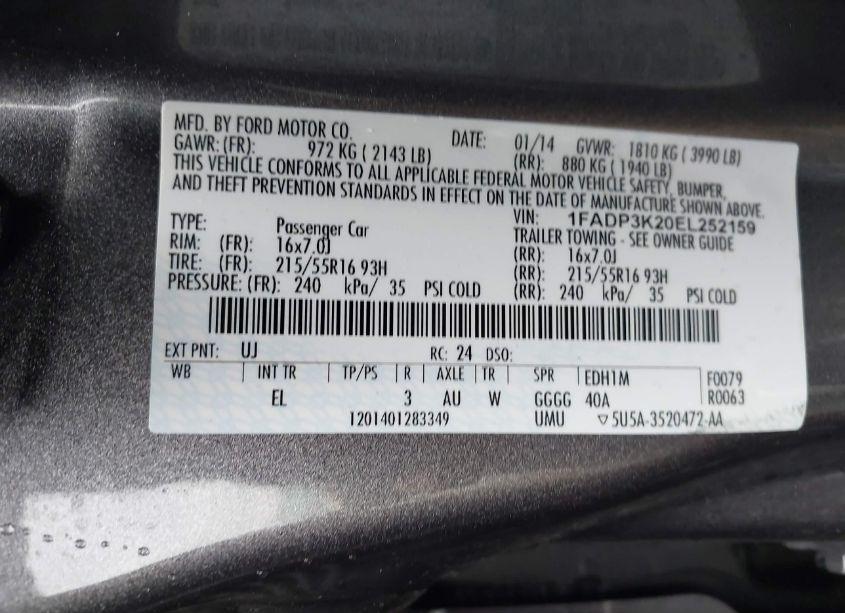 MFD. BY FORD MOTOR CO. DATE: 01/14 GVWR: 1810 KG ( 3990 LB)
GAWR: (FR): 972 KG ( 2143 LB) (RR): 880 KG ( 1940 LB)
THIS VEHICLE CONFORMS TO ALL APPLICABLE FEDERAL MOTOR VEHICLE SAFETY, BUMPER,
AND THEFT PREVENTION STANDARDS IN EFFECT ON THE DATE OF MANUFACTURE SHOWN ABOVE.
VIN: 1FADP3K20EL252159
TYPE: Passenger Car TRAILER TOWING - SEE OWNER GUIDE
RIM: (FR): 16x7.0J (RR): 16x7.0J
TIRE: (FR): 215/55R16 93H (RR): 215/55R16 93H
PRESSURE: (FR): 240 kPa/ 35 PSI COLD (RR): 240 kPa/ 35 PSI COLD
EXT PNT: UJ RC: 24 DSO:
WB INT TR TP/PS R AXLE TR SPR EDH1M F0079
EL 3 AU W GGGG 40A R0063
1201401283349 UMU ▽5U5A-3520472-AA